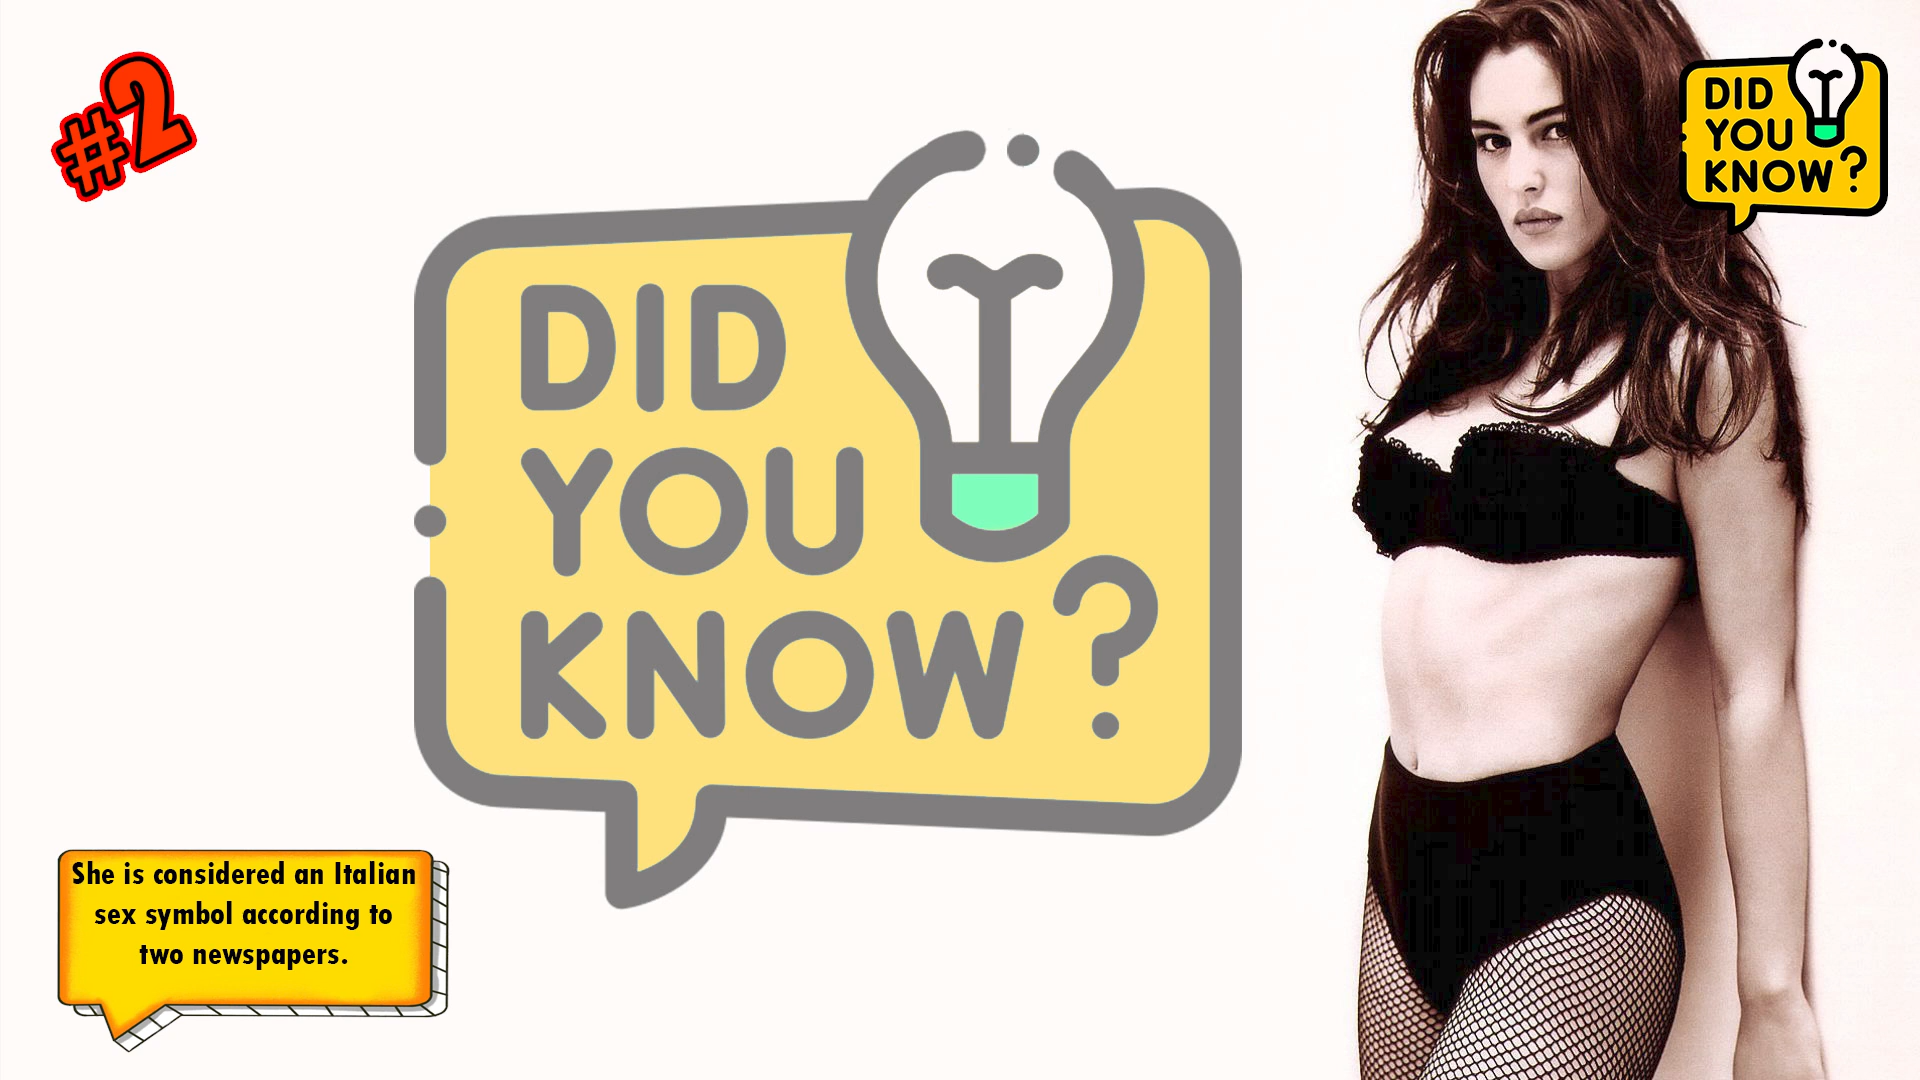 #2
DID
YOU
KNOW?
DID
YOU
KNOW?
She is considered an Italian
sex symbol according to
two newspapers.